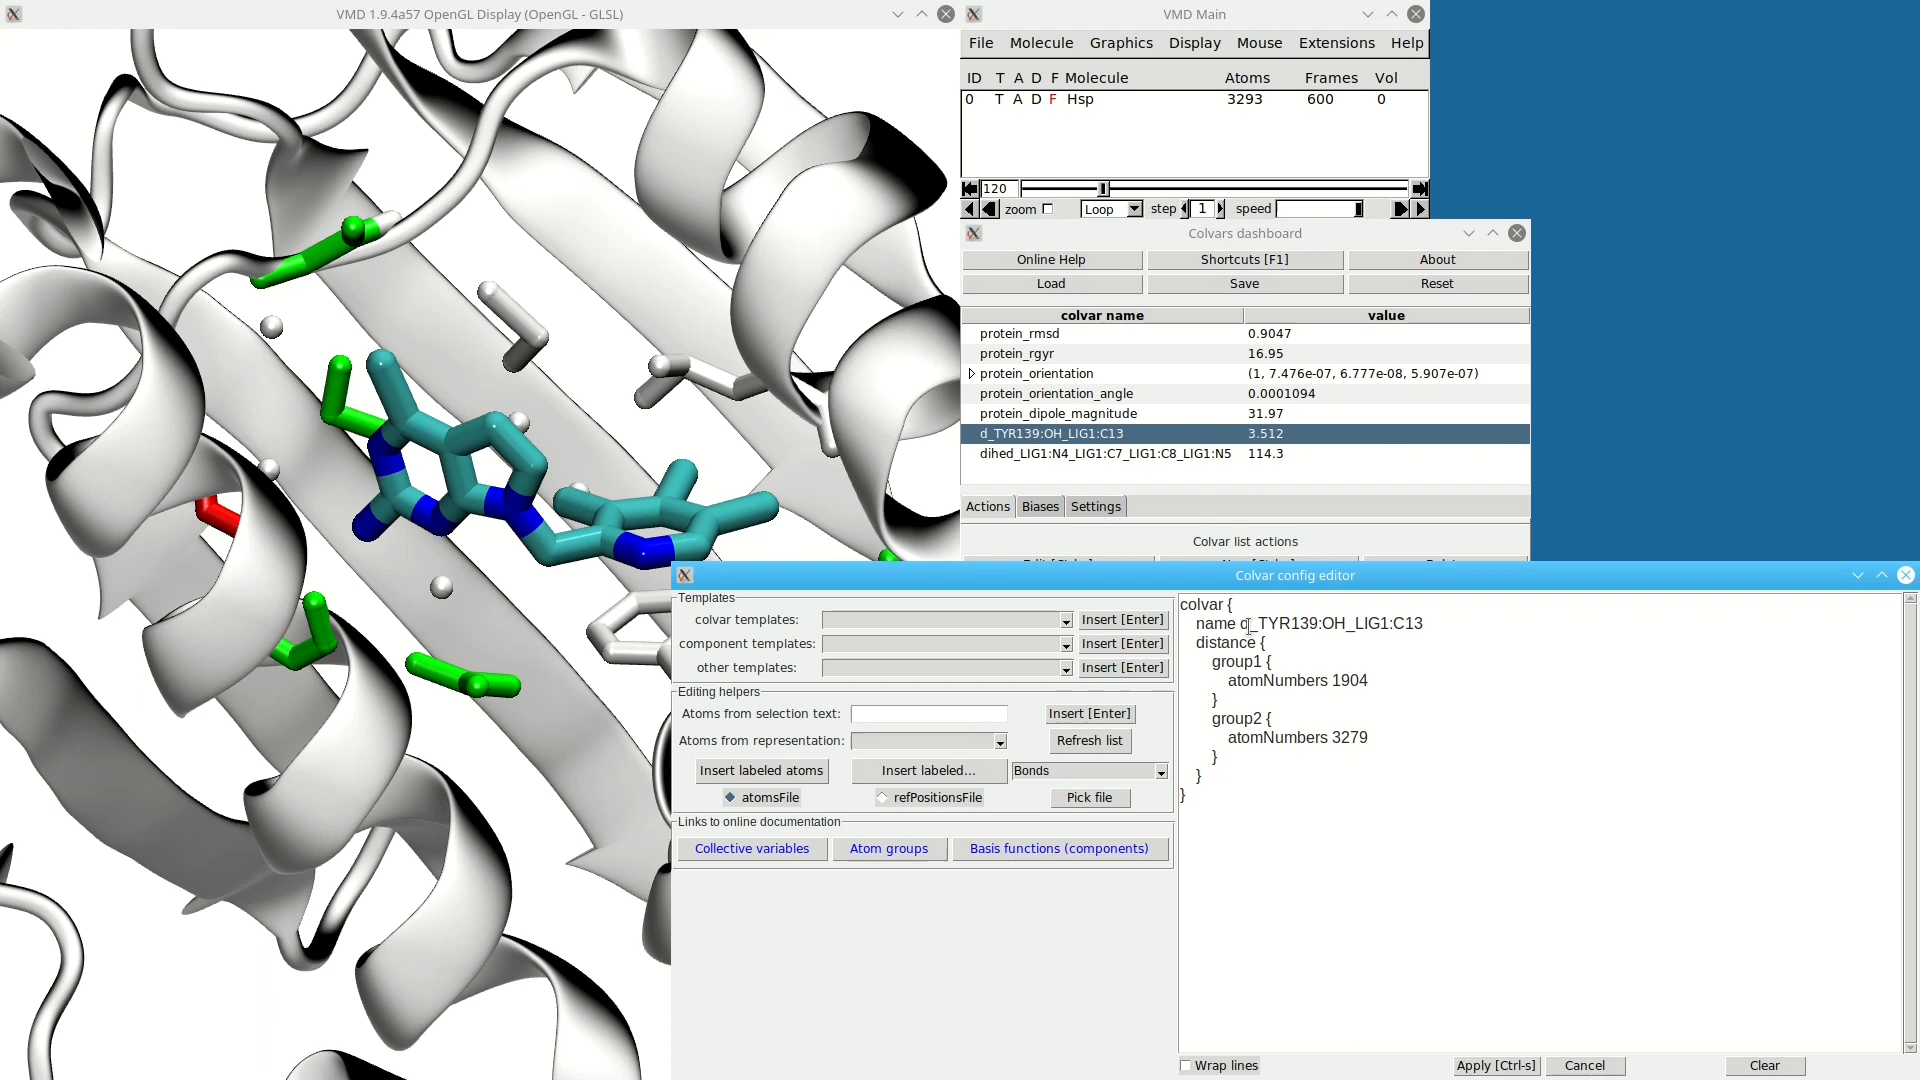 VMD 1.9.4a57 OpenGL Display (OpenGL - GLSL)
VMD Main
File Molecule Graphics Display Mouse Extensions Help
ID T A D F Molecule Atoms Frames Vol
0 T A D F Hsp 3293 600 0
120
zoom Loop step 1 speed
Colvars dashboard
Online Help Shortcuts [F1] About
Load Save Reset
colvar name value
protein_rmsd 0.9047
protein_rgyr 16.95
protein_orientation (1, 7.476e-07, 6.777e-08, 5.907e-07)
protein_orientation_angle 0.0001094
protein_dipole_magnitude 31.97
d_TYR139:OH_LIG1:C13 3.512
dihed_LIG1:N4_LIG1:C7_LIG1:C8_LIG1:N5 114.3
Actions Biases Settings
Colvar list actions
Colvar config editor
Templates
colvar templates: Insert [Enter]
component templates: Insert [Enter]
other templates: Insert [Enter]
Editing helpers
Atoms from selection text: Insert [Enter]
Atoms from representation: Refresh list
Insert labeled atoms Insert labeled... Bonds
atomsFile refPositionsFile Pick file
Links to online documentation
Collective variables Atom groups Basis functions (components)
colvar {
name d_TYR139:OH_LIG1:C13
distance {
group1 {
atomNumbers 1904
}
group2 {
atomNumbers 3279
}
}
}
Wrap lines Apply [Ctrl-s] Cancel Clear